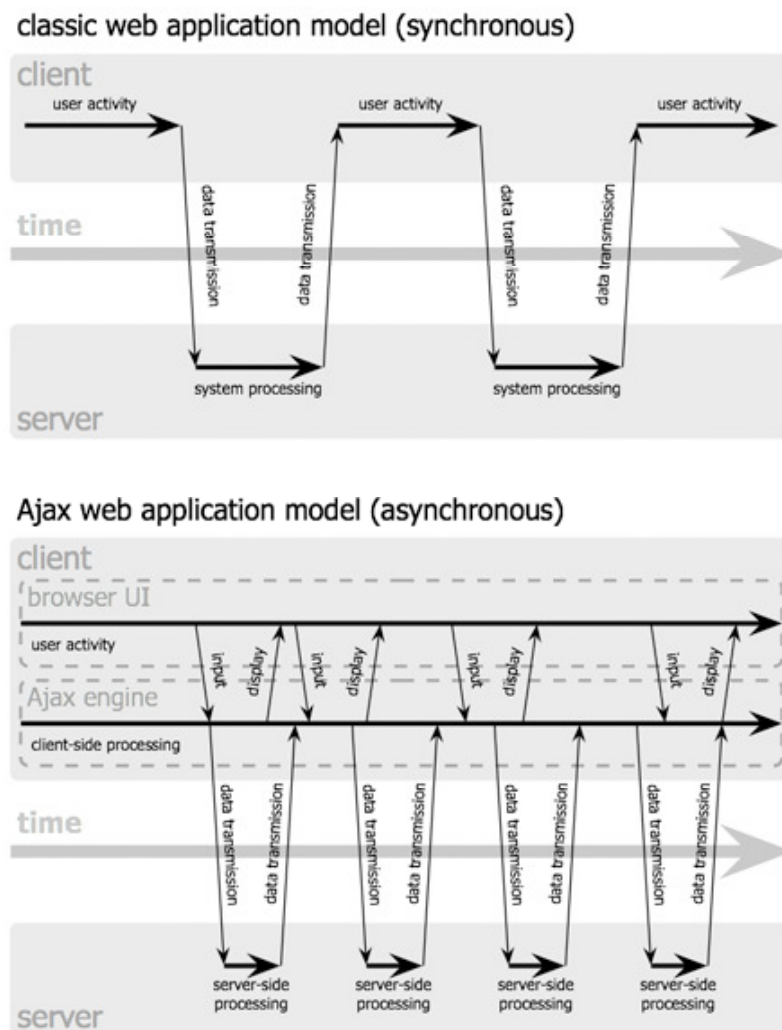 classic web application model (synchronous)
client
user activity
user activity
user activity
data transmission
data transmission
data transmission
data transmission
time
system processing
system processing
server
Ajax web application model (asynchronous)
client
browser UI
user activity
input
display
input
display
input
display
input
display
Ajax engine
client-side processing
data transmission
data transmission
data transmission
data transmission
data transmission
data transmission
data transmission
data transmission
time
server-side
processing
server-side
processing
server-side
processing
server-side
processing
server